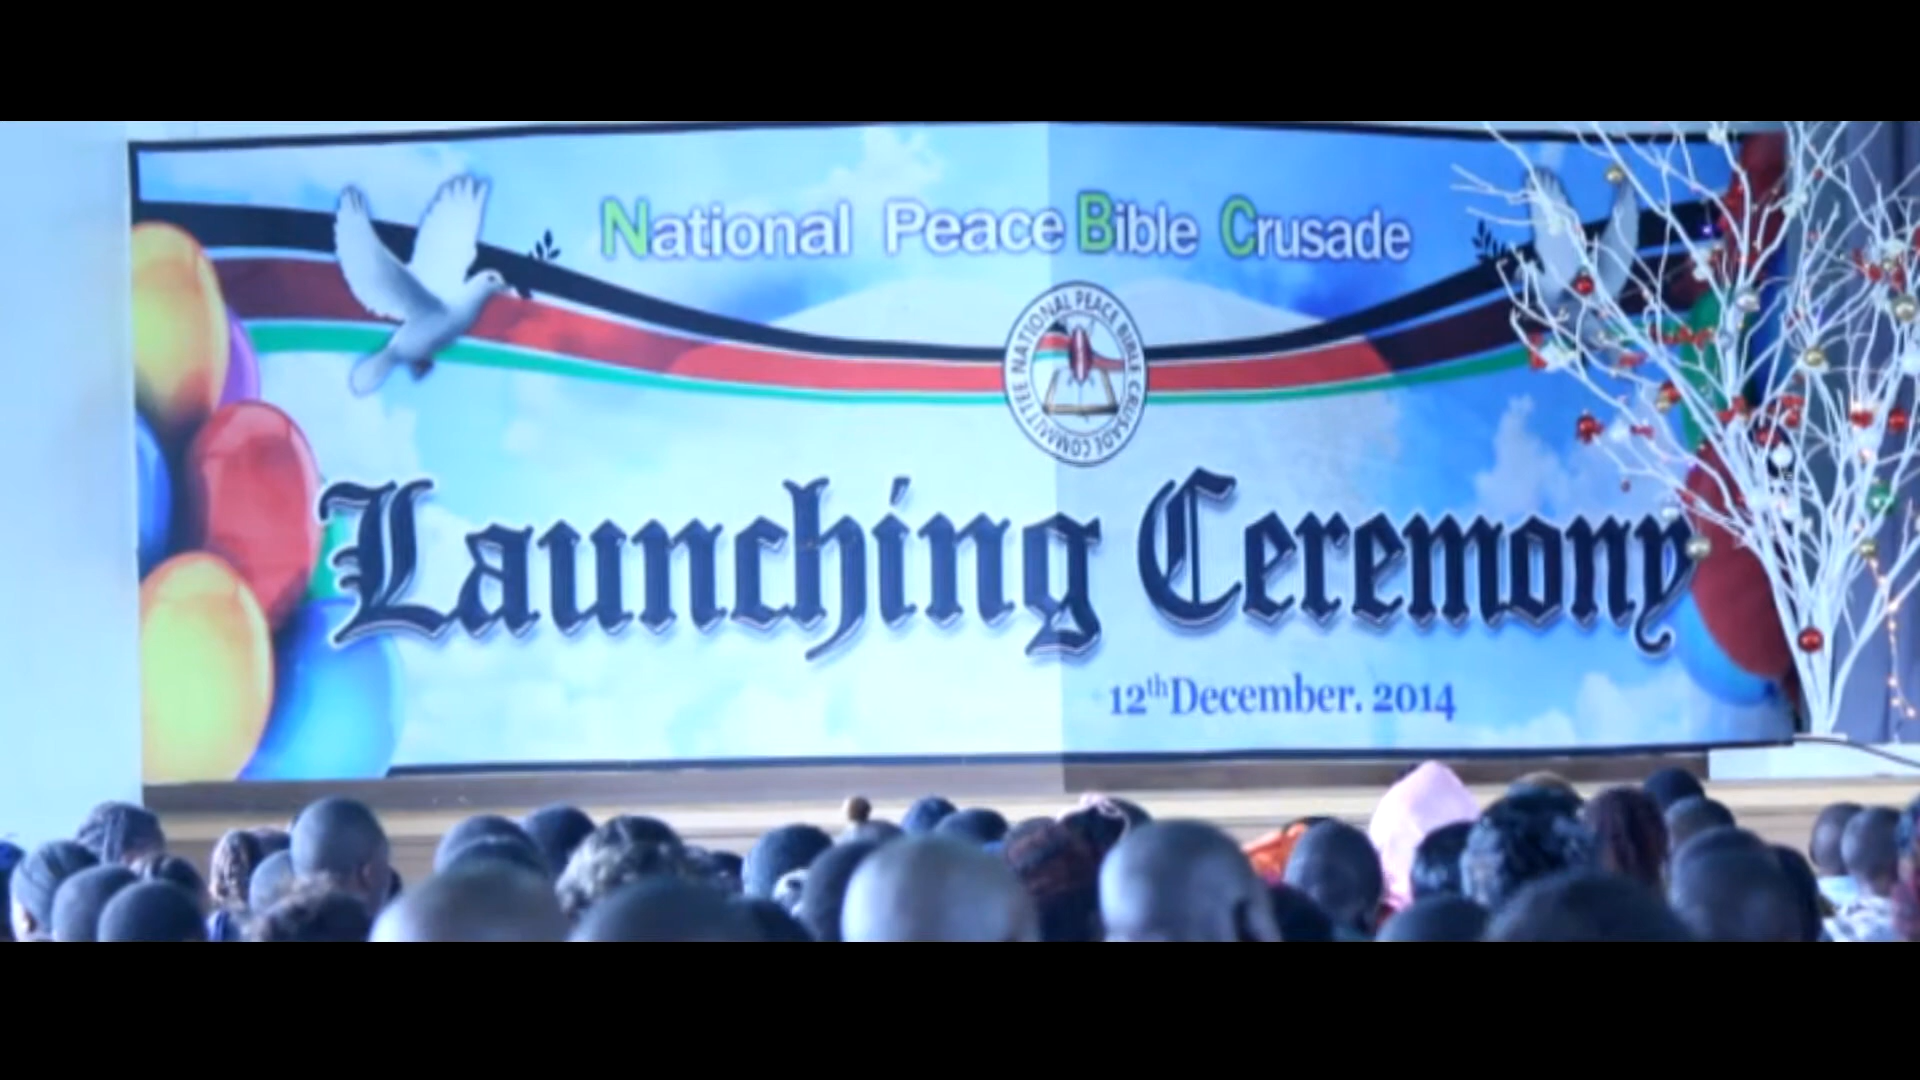 National Peace Bible Crusade
NATIONAL PEACE BIBLE CRUSADE COMMITTEE
Launching Ceremony
12th December. 2014